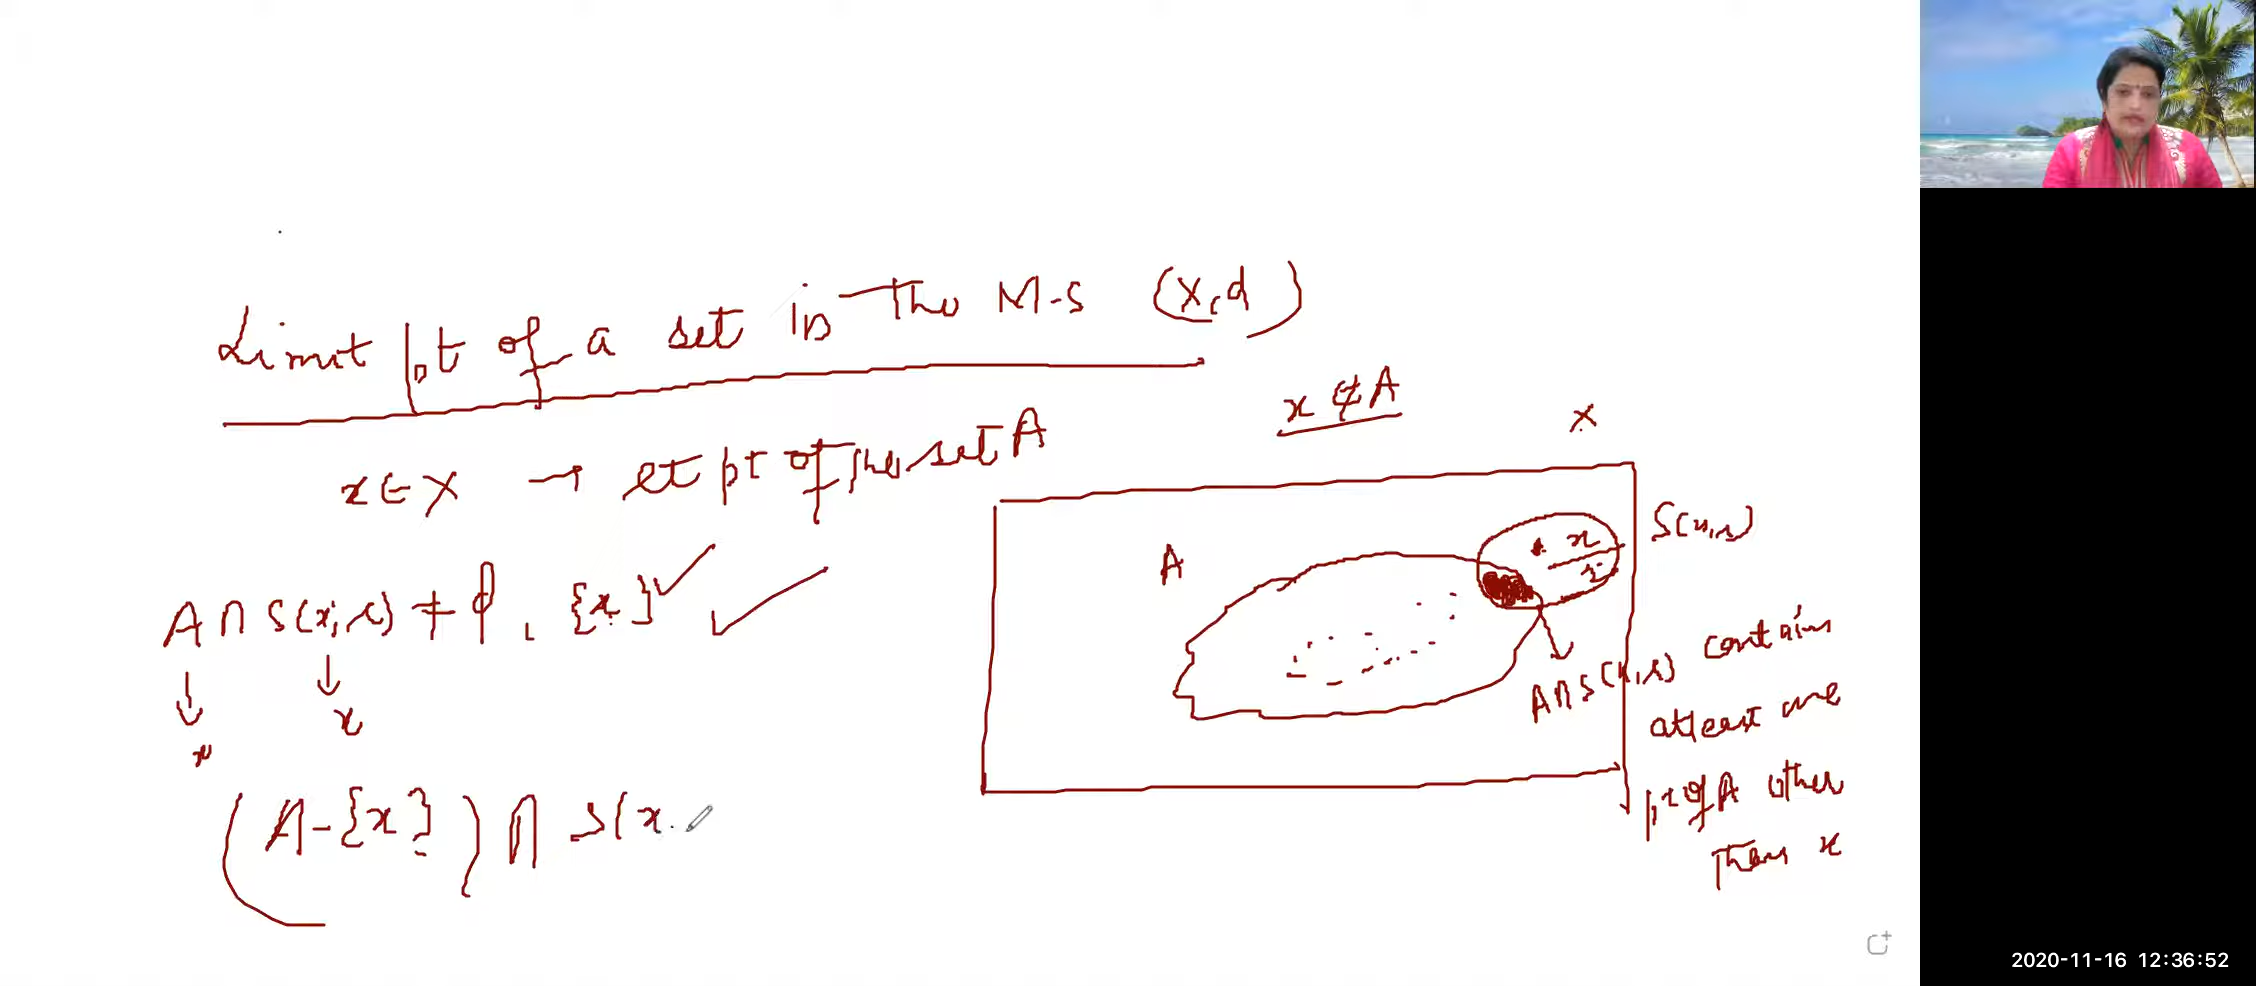 Limit pt of a set in the M-S (X, d)
x ∉ A
X
x ∈ X → lt pt of the set A
A
x
r
S(x, r)
A ∩ S(x, r) ≠ ϕ, {x}
x
x
A ∩ S(x, r) contains
atleast one
pt of A other
than x
(A - {x}) ∩ S(x
2020-11-16 12:36:52